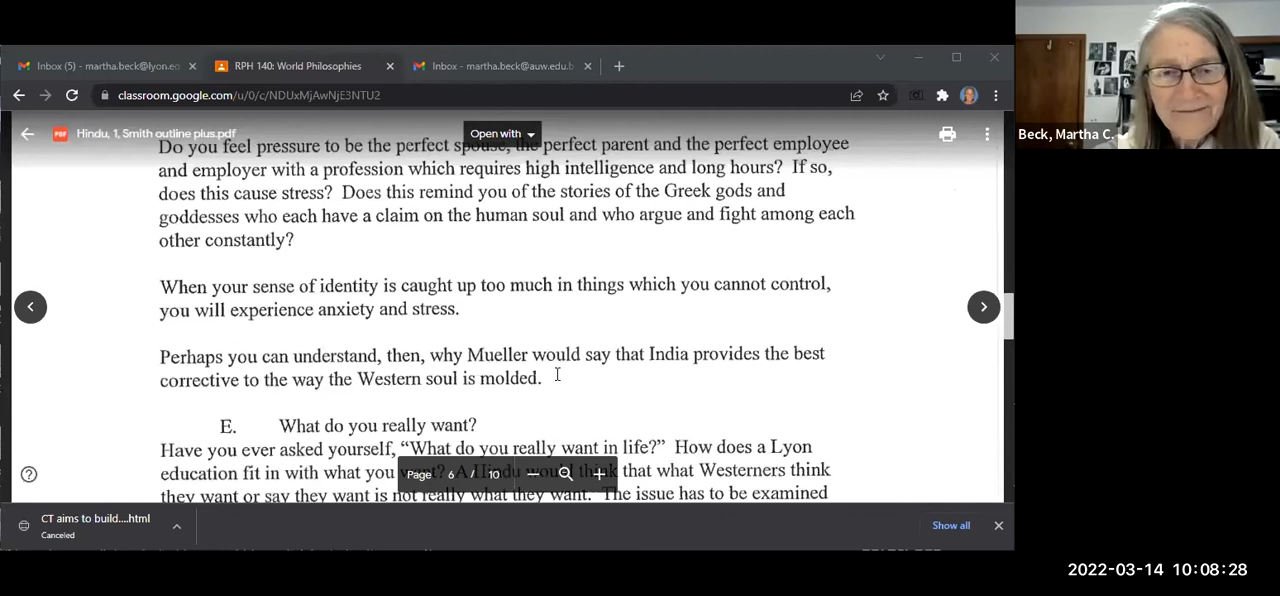 Inbox (5) - martha.beck@lyon.ed
RPH 140: World Philosophies
Inbox - martha.beck@auw.edu.b
classroom.google.com/u/0/c/NDUxMjAwNjE3NTU2
Hindu, 1, Smith outline plus.pdf
Open with
Beck, Martha C.
Do you feel pressure to be the perfect spouse, the perfect parent and the perfect employee
and employer with a profession which requires high intelligence and long hours? If so,
does this cause stress? Does this remind you of the stories of the Greek gods and
goddesses who each have a claim on the human soul and who argue and fight among each
other constantly?
When your sense of identity is caught up too much in things which you cannot control,
you will experience anxiety and stress.
Perhaps you can understand, then, why Mueller would say that India provides the best
corrective to the way the Western soul is molded.
E. What do you really want?
Have you ever asked yourself, “What do you really want in life?” How does a Lyon
education fit in with what you want? A Hindu would think that what Westerners think
they want or say they want is not really what they want. The issue has to be examined
Page 6 / 10
CT aims to build....html
Canceled
Show all
2022-03-14 10:08:28